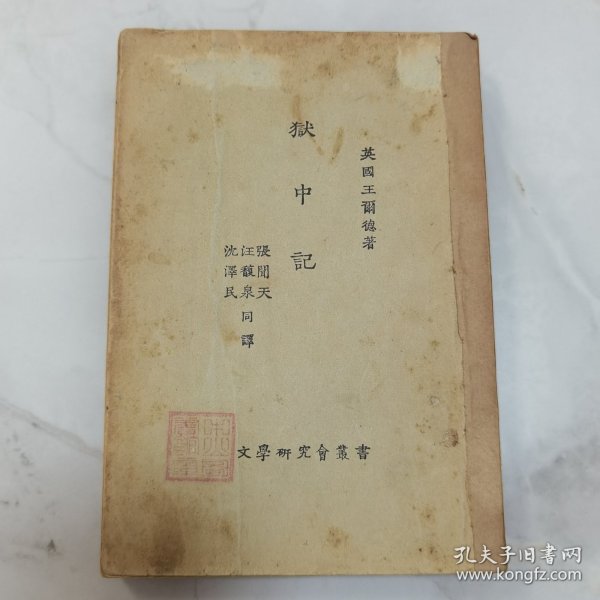 英國王爾德著
獄中記
張聞天
汪馥泉同譯
沈澤民
文學研究會叢書
孔夫子旧书网
www.kongfz.com